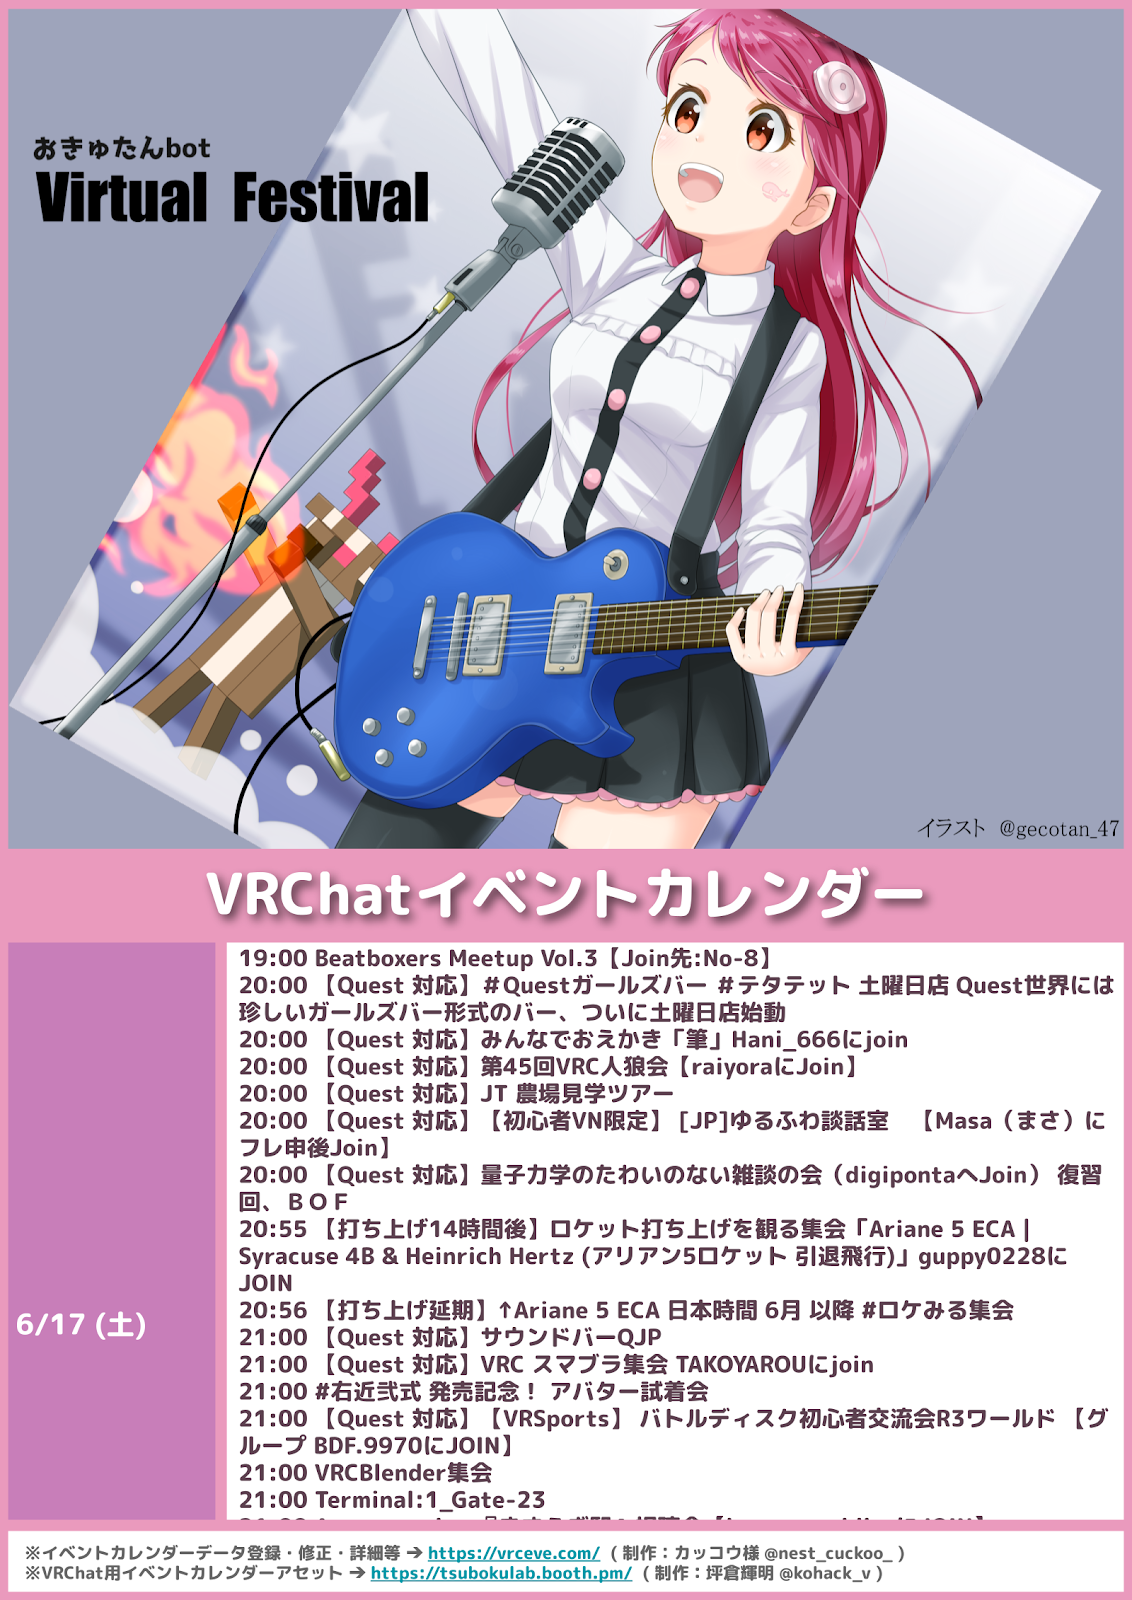 おきゅたんbot
Virtual Festival
イラスト @gecotan_47
VRChatイベントカレンダー
6/17 (土)
19:00 Beatboxers Meetup Vol.3【Join先:No-8】
20:00 【Quest 対応】#Questガールズバー #テタテット 土曜日店 Quest世界には
珍しいガールズバー形式のバー、ついに土曜日店始動
20:00 【Quest 対応】みんなでおえかき「筆」Hani_666にjoin
20:00 【Quest 対応】第45回VRC人狼会【raiyoraにJoin】
20:00 【Quest 対応】JT 農場見学ツアー
20:00 【Quest 対応】【初心者VN限定】 [JP]ゆるふわ談話室 【Masa(まさ)に
フレ申後Join】
20:00 【Quest 対応】量子力学のたわいのない雑談の会(digipontaへJoin) 復習
回、BOF
20:55 【打ち上げ14時間後】ロケット打ち上げを観る集会「Ariane 5 ECA |
Syracuse 4B & Heinrich Hertz (アリアン5ロケット 引退飛行)」guppy0228に
JOIN
20:56 【打ち上げ延期】↑Ariane 5 ECA 日本時間 6月 以降 #ロケみる集会
21:00 【Quest 対応】サウンドバーQJP
21:00 【Quest 対応】VRC スマブラ集会 TAKOYAROUにjoin
21:00 #右近弐式 発売記念! アバター試着会
21:00 【Quest 対応】【VRSports】 バトルディスク初心者交流会R3ワールド 【グ
ループ BDF.9970にJOIN】
21:00 VRCBlender集会
21:00 Terminal:1_Gate-23
※イベントカレンダーデータ登録・修正・詳細等 → https://vrceve.com/ (制作:カッコウ様 @nest_cuckoo_)
※VRChat用イベントカレンダーアセット → https://tsubokulab.booth.pm/ (制作:坪倉輝明 @kohack_v)